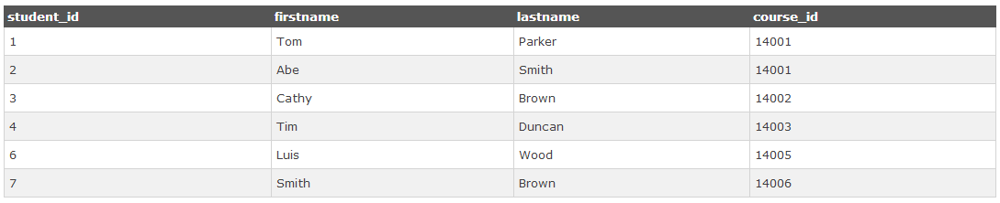 student_id firstname lastname course_id
1 Tom Parker 14001
2 Abe Smith 14001
3 Cathy Brown 14002
4 Tim Duncan 14003
6 Luis Wood 14005
7 Smith Brown 14006